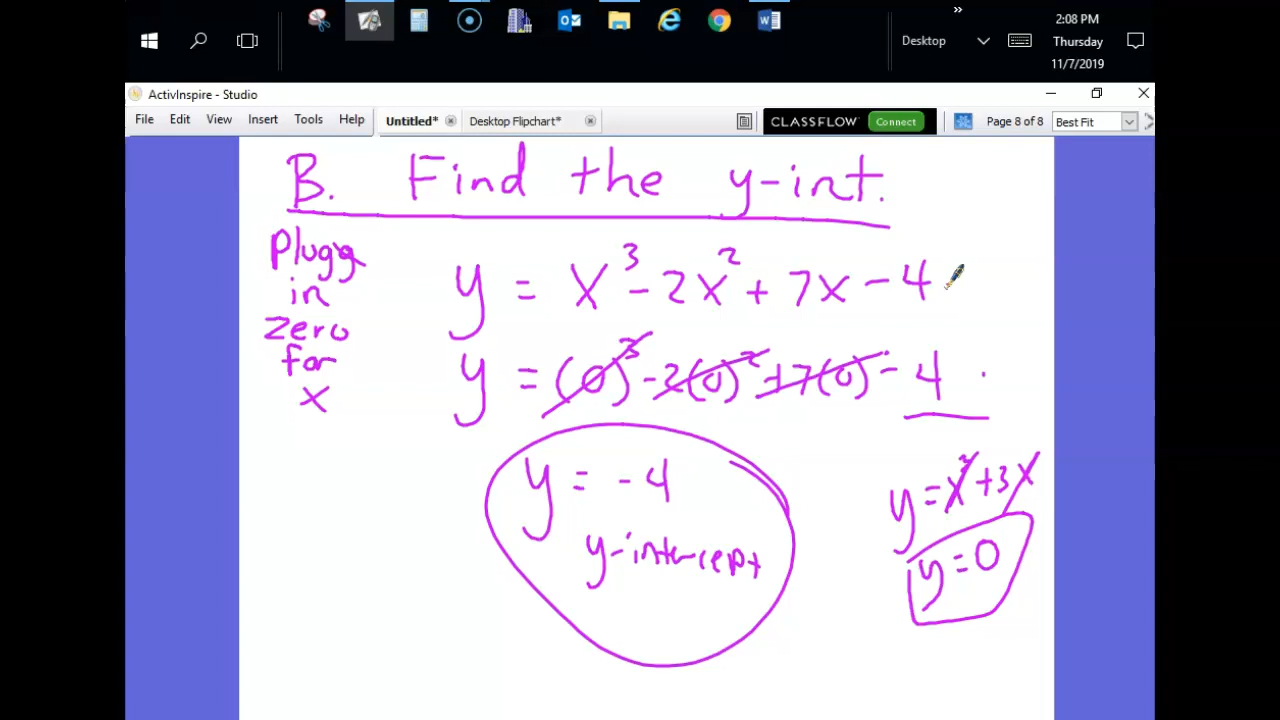 »
2:08 PM
Desktop
Thursday
11/7/2019
ActivInspire - Studio
File Edit View Insert Tools Help Untitled* Desktop Flipchart* CLASSFLOW Connect Page 8 of 8 Best Fit
B. Find the y-int.
Plugg
in
zero
for
x
y = x³ - 2x² + 7x - 4
y = (0)³ - 2(0)² + 7(0) - 4
y = -4
y-intercept
y = x² + 3x
y = 0